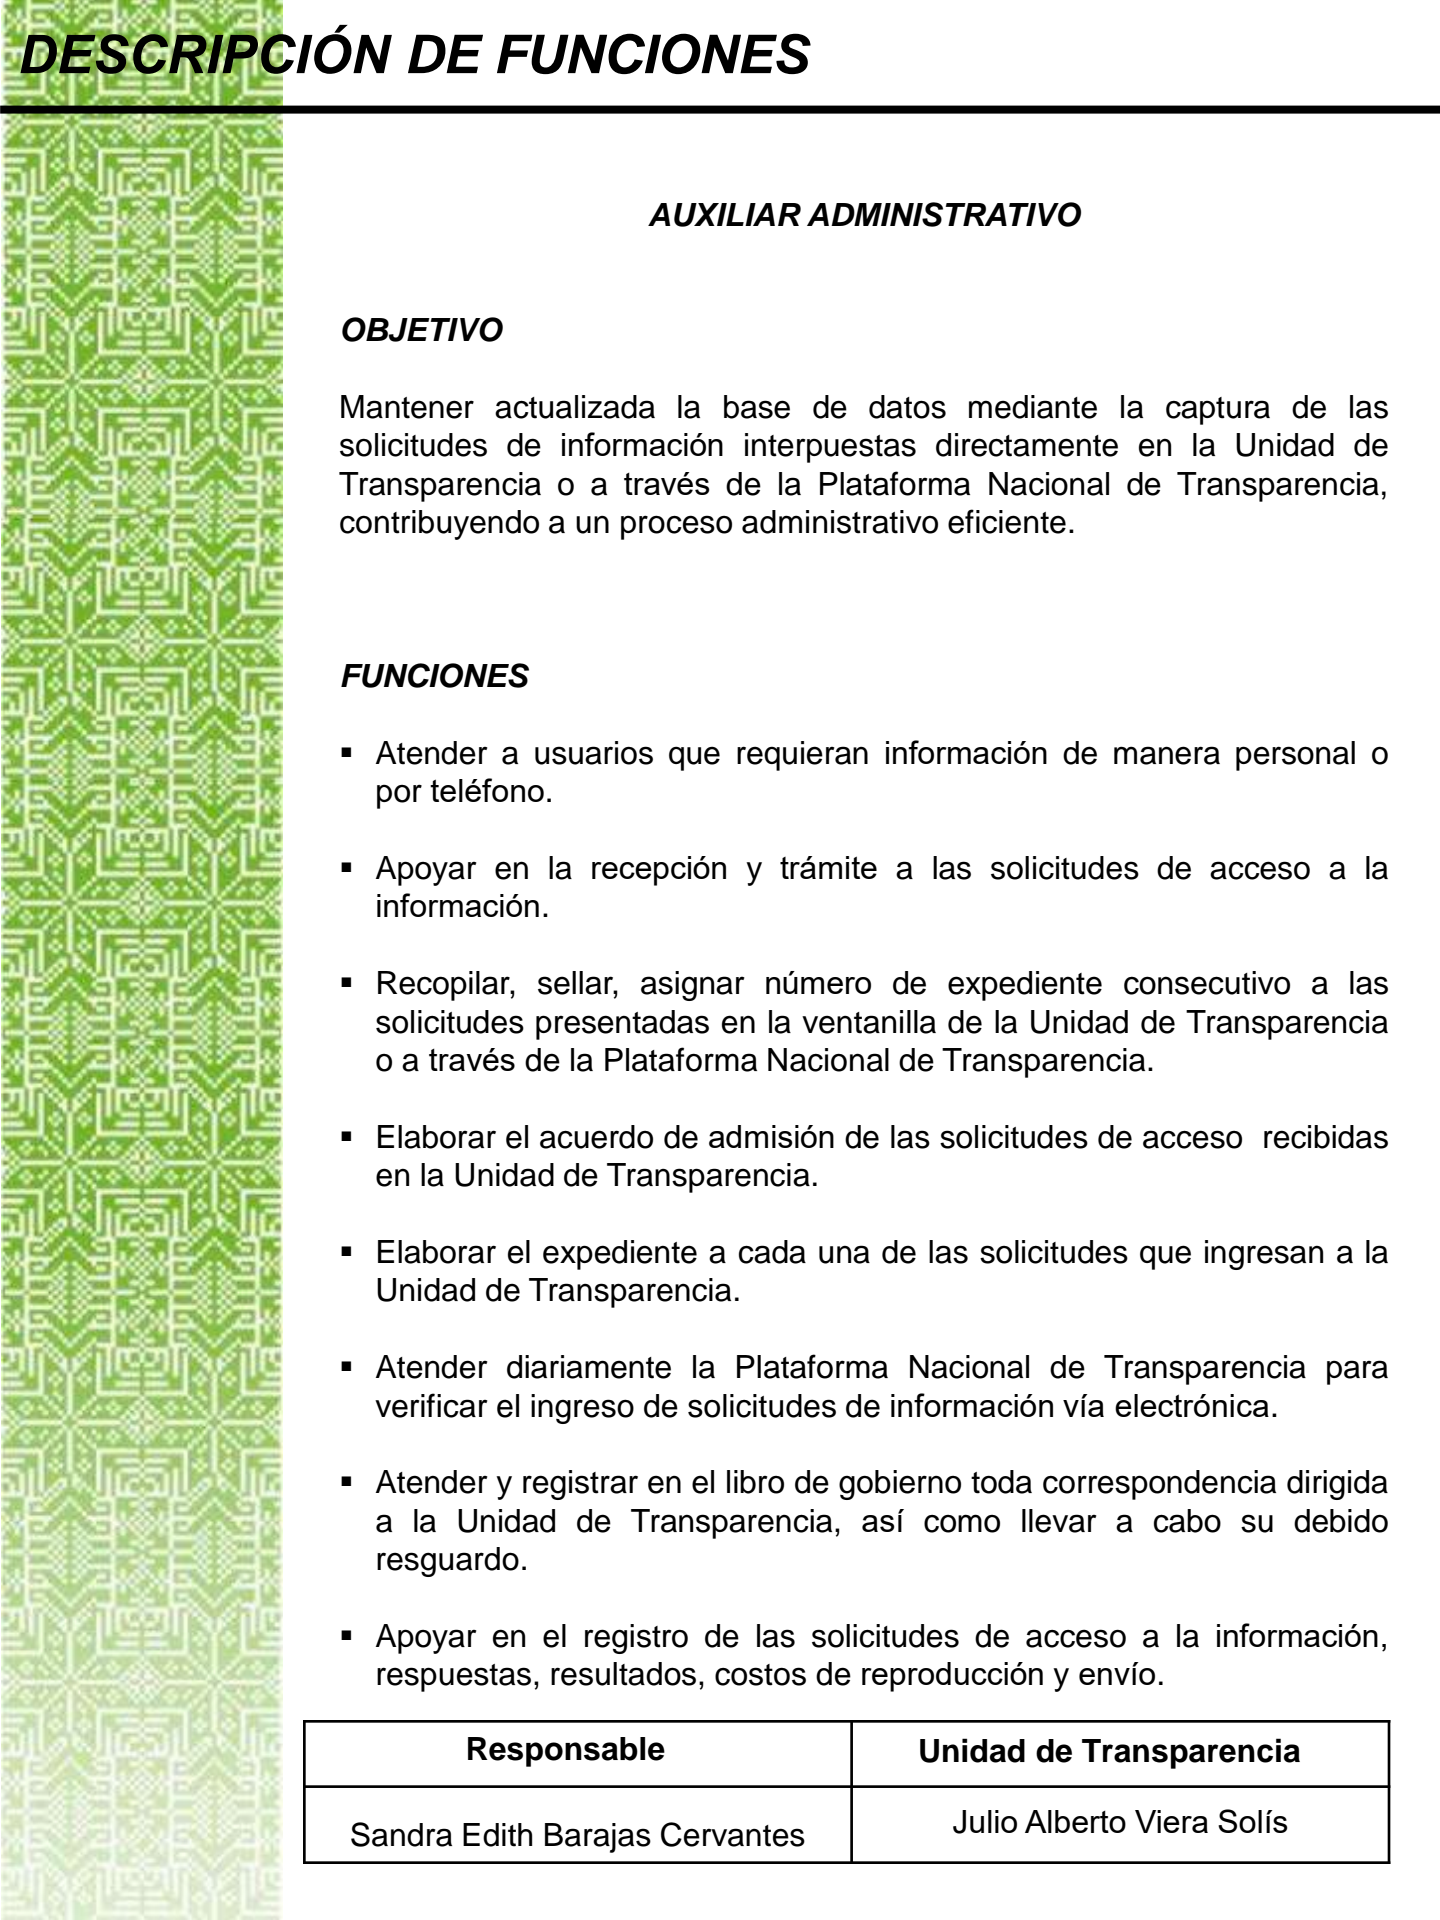 DESCRIPCIÓN DE FUNCIONES
AUXILIAR ADMINISTRATIVO
OBJETIVO
Mantener actualizada la base de datos mediante la captura de las
solicitudes de información interpuestas directamente en la Unidad de
Transparencia o a través de la Plataforma Nacional de Transparencia,
contribuyendo a un proceso administrativo eficiente.
FUNCIONES
▪ Atender a usuarios que requieran información de manera personal o
por teléfono.
▪ Apoyar en la recepción y trámite a las solicitudes de acceso a la
información.
▪ Recopilar, sellar, asignar número de expediente consecutivo a las
solicitudes presentadas en la ventanilla de la Unidad de Transparencia
o a través de la Plataforma Nacional de Transparencia.
▪ Elaborar el acuerdo de admisión de las solicitudes de acceso recibidas
en la Unidad de Transparencia.
▪ Elaborar el expediente a cada una de las solicitudes que ingresan a la
Unidad de Transparencia.
▪ Atender diariamente la Plataforma Nacional de Transparencia para
verificar el ingreso de solicitudes de información vía electrónica.
▪ Atender y registrar en el libro de gobierno toda correspondencia dirigida
a la Unidad de Transparencia, así como llevar a cabo su debido
resguardo.
▪ Apoyar en el registro de las solicitudes de acceso a la información,
respuestas, resultados, costos de reproducción y envío.
Responsable
Unidad de Transparencia
Sandra Edith Barajas Cervantes
Julio Alberto Viera Solís